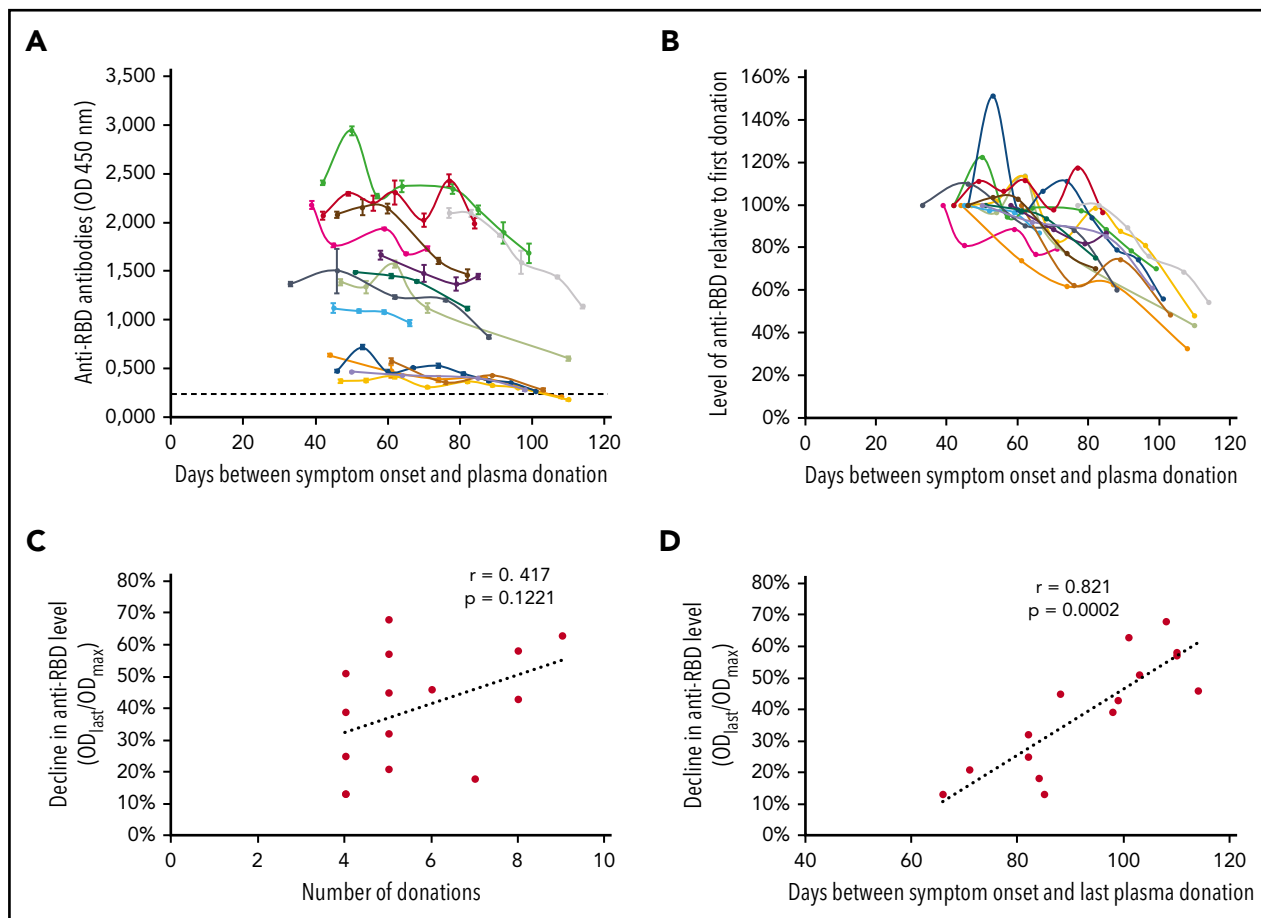 A
Anti-RBD antibodies (OD 450 nm)
3,500
3,000
2,500
2,000
1,500
1,000
0,500
0,000
0 20 40 60 80 100 120
Days between symptom onset and plasma donation
B
Level of anti-RBD relative to first donation
160%
140%
120%
100%
80%
60%
40%
20%
0%
0 20 40 60 80 100 120
Days between symptom onset and plasma donation
C
Decline in anti-RBD level
(OD_last/OD_max)
80%
70%
60%
50%
40%
30%
20%
10%
0%
r = 0. 417
p = 0.1221
0 2 4 6 8 10
Number of donations
D
Decline in anti-RBD level
(OD_last/OD_max)
80%
70%
60%
50%
40%
30%
20%
10%
0%
r = 0.821
p = 0.0002
40 60 80 100 120
Days between symptom onset and last plasma donation